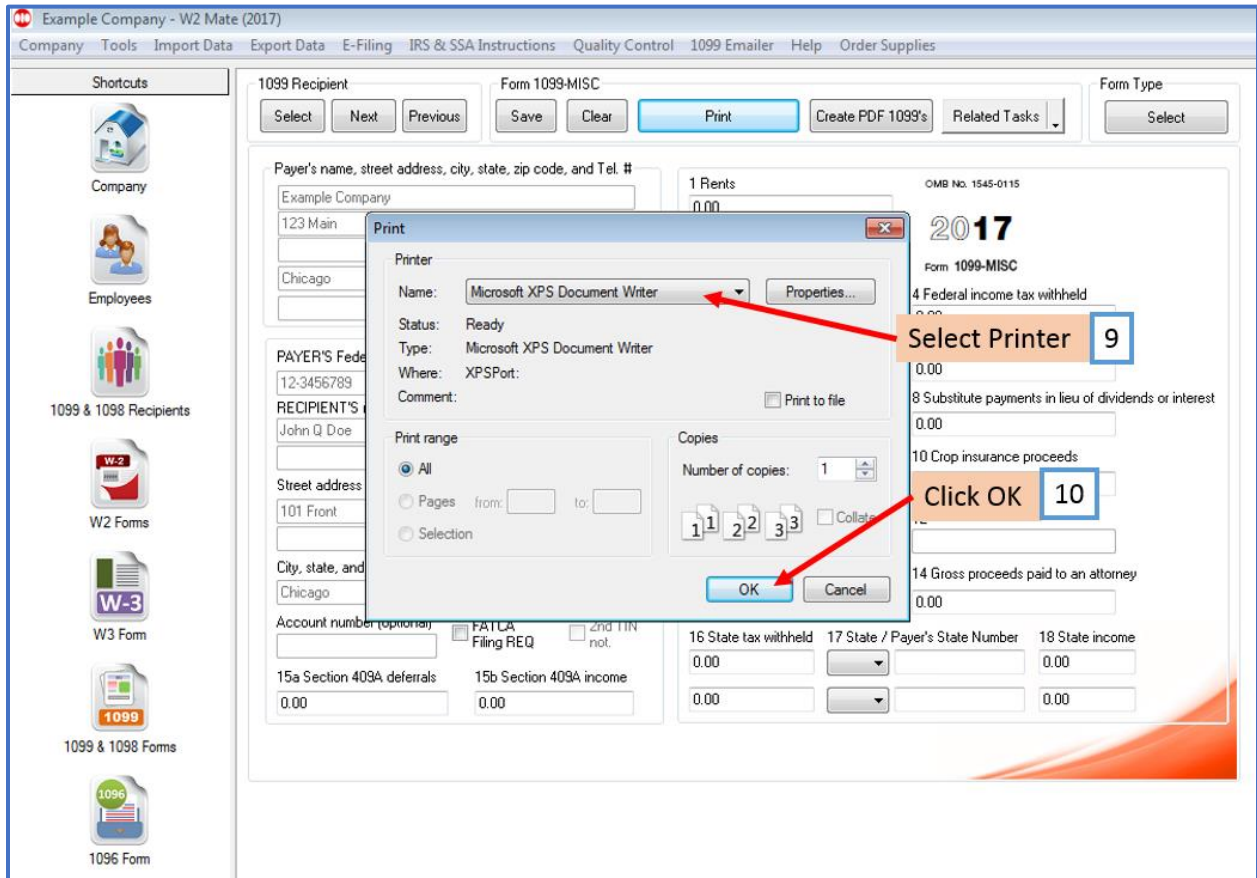 Example Company - W2 Mate (2017)
Company Tools Import Data Export Data E-Filing IRS & SSA Instructions Quality Control 1099 Emailer Help Order Supplies
Shortcuts
Company
Employees
1099 & 1098 Recipients
W-2
W2 Forms
W-3
W3 Form
1099
1099 & 1098 Forms
1096
1096 Form
1099 Recipient
Select Next Previous
Form 1099-MISC
Save Clear Print Create PDF 1099's Related Tasks
Form Type
Select
Payer's name, street address, city, state, zip code, and Tel. #
Example Company
123 Main
Chicago
PAYER'S Fede
12-3456789
RECIPIENT'S
John Q Doe
Street address
101 Front
City, state, and
Chicago
Account number (optional)
FATCA
Filing REQ
2nd TIN
not.
15a Section 409A deferrals 15b Section 409A income
0.00 0.00
1 Rents
0.00
OMB No. 1545-0115
2017
Form 1099-MISC
4 Federal income tax withheld
0.00
8 Substitute payments in lieu of dividends or interest
0.00
10 Crop insurance proceeds
14 Gross proceeds paid to an attorney
0.00
16 State tax withheld 17 State / Payer's State Number 18 State income
0.00 0.00
0.00 0.00
Print
Printer
Name: Microsoft XPS Document Writer Properties...
Status: Ready
Type: Microsoft XPS Document Writer
Where: XPSPort:
Comment: Print to file
Print range
All
Pages from: to:
Selection
Copies
Number of copies: 1
1 1 2 2 3 3 Collate
OK Cancel
Select Printer 9
Click OK 10